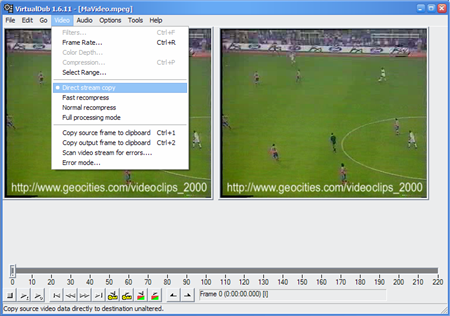 VirtualDub 1.6.11 - [MaVideo.mpeg]
File Edit Go Video Audio Options Tools Help
Filters... Ctrl+F
Frame Rate... Ctrl+R
Color Depth...
Compression... Ctrl+P
Select Range...
Direct stream copy
Fast recompress
Normal recompress
Full processing mode
Copy source frame to clipboard Ctrl+1
Copy output frame to clipboard Ctrl+2
Scan video stream for errors...
Error mode...
http://www.geocities.com/videoclips_2000
http://www.geocities.com/videoclips_2000
0 10 20 30 40 50 60 70 80 90 100 110 120 130 140 150 160 170 180 190 200 210 220
Frame 0 (0:00:00.000) [I]
Copy source video data directly to destination unaltered.